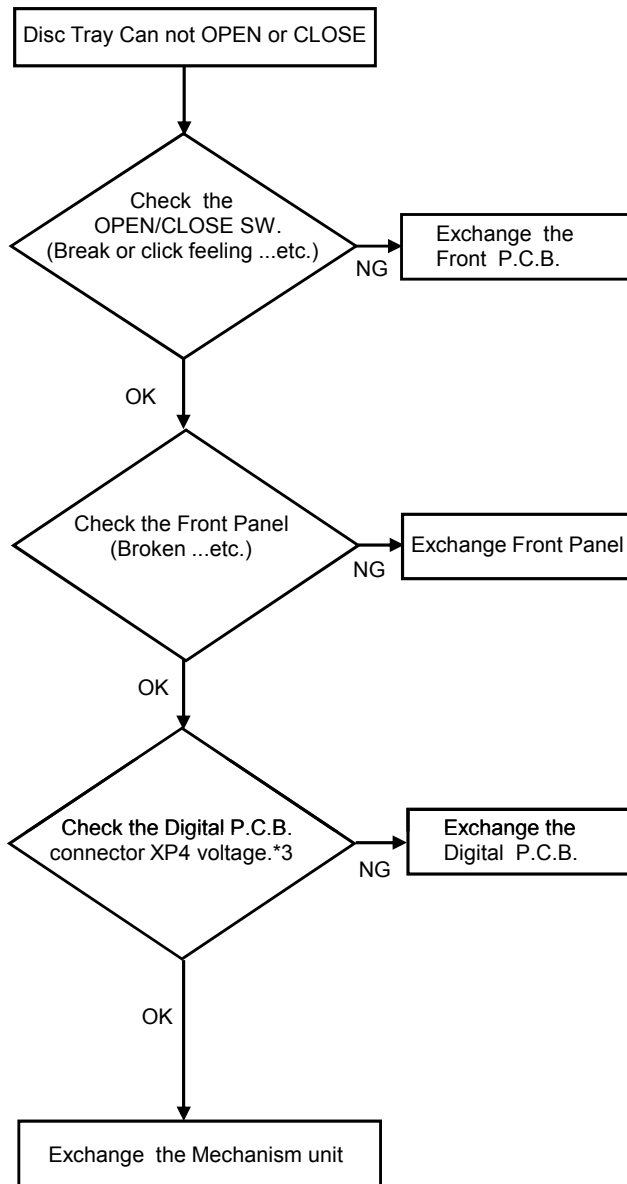 Disc Tray Can not OPEN or CLOSE
Check the
OPEN/CLOSE SW.
(Break or click feeling ...etc.)
NG
Exchange the
Front P.C.B.
OK
Check the Front Panel
(Broken ...etc.)
NG
Exchange Front Panel
OK
Check the Digital P.C.B.
connector XP4 voltage.*3
NG
Exchange the
Digital P.C.B.
OK
Exchange the Mechanism unit